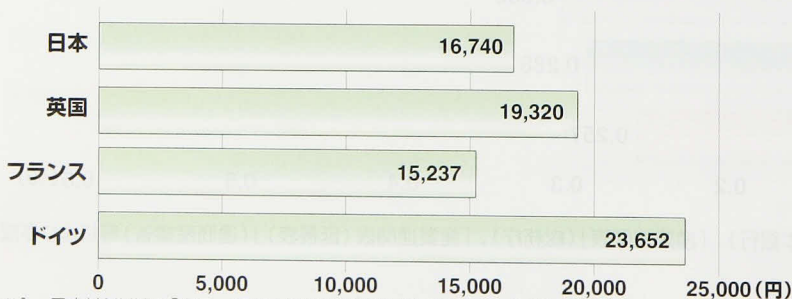 日本 16,740
英国 19,320
フランス 15,237
ドイツ 23,652
0 5,000 10,000 15,000 20,000 25,000(円)